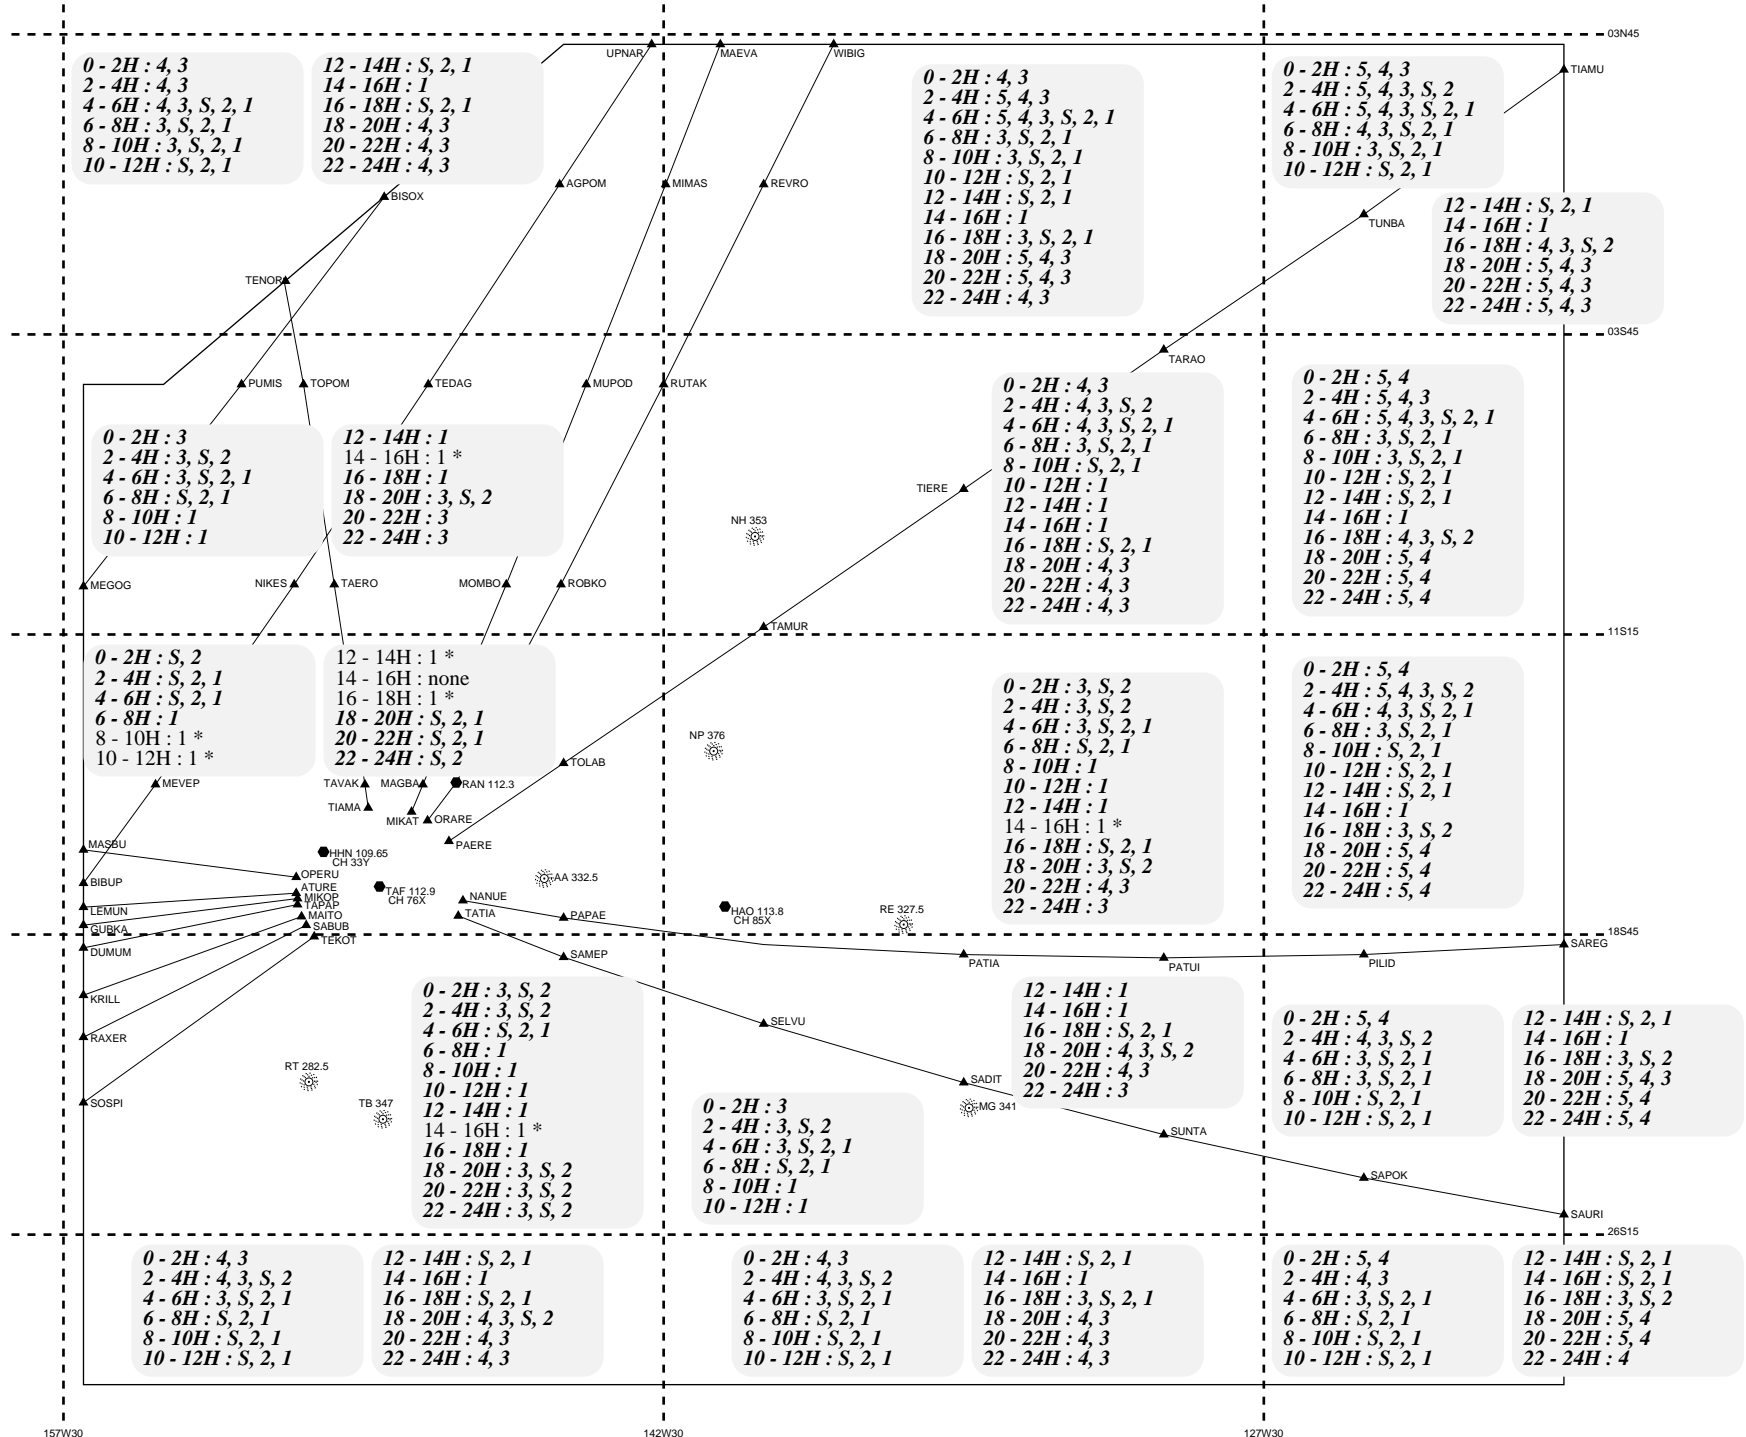 03N45
UPNAR
MAEVA
WIBIG
TIAMU
0 - 2H : 4, 3
2 - 4H : 4, 3
4 - 6H : 4, 3, S, 2, 1
6 - 8H : 3, S, 2, 1
8 - 10H : 3, S, 2, 1
10 - 12H : S, 2, 1
12 - 14H : S, 2, 1
14 - 16H : 1
16 - 18H : S, 2, 1
18 - 20H : 4, 3
20 - 22H : 4, 3
22 - 24H : 4, 3
0 - 2H : 4, 3
2 - 4H : 5, 4, 3
4 - 6H : 5, 4, 3, S, 2, 1
6 - 8H : 3, S, 2, 1
8 - 10H : 3, S, 2, 1
10 - 12H : S, 2, 1
12 - 14H : S, 2, 1
14 - 16H : 1
16 - 18H : 3, S, 2, 1
18 - 20H : 5, 4, 3
20 - 22H : 5, 4, 3
22 - 24H : 4, 3
0 - 2H : 5, 4, 3
2 - 4H : 5, 4, 3, S, 2
4 - 6H : 5, 4, 3, S, 2, 1
6 - 8H : 4, 3, S, 2, 1
8 - 10H : 3, S, 2, 1
10 - 12H : S, 2, 1
12 - 14H : S, 2, 1
14 - 16H : 1
16 - 18H : 4, 3, S, 2
18 - 20H : 5, 4, 3
20 - 22H : 5, 4, 3
22 - 24H : 5, 4, 3
BISOX
AGPOM
MIMAS
REVRO
TUNBA
TENOR
03S45
TARAO
PUMIS
TOPOM
TEDAG
MUPOD
RUTAK
0 - 2H : 3
2 - 4H : 3, S, 2
4 - 6H : 3, S, 2, 1
6 - 8H : S, 2, 1
8 - 10H : 1
10 - 12H : 1
12 - 14H : 1
14 - 16H : 1 *
16 - 18H : 1
18 - 20H : 3, S, 2
20 - 22H : 3
22 - 24H : 3
0 - 2H : 4, 3
2 - 4H : 4, 3, S, 2
4 - 6H : 4, 3, S, 2, 1
6 - 8H : 3, S, 2, 1
8 - 10H : S, 2, 1
10 - 12H : 1
12 - 14H : 1
14 - 16H : 1
16 - 18H : S, 2, 1
18 - 20H : 4, 3
20 - 22H : 4, 3
22 - 24H : 4, 3
0 - 2H : 5, 4
2 - 4H : 5, 4, 3
4 - 6H : 5, 4, 3, S, 2, 1
6 - 8H : 3, S, 2, 1
8 - 10H : 3, S, 2, 1
10 - 12H : S, 2, 1
12 - 14H : S, 2, 1
14 - 16H : 1
16 - 18H : 4, 3, S, 2
18 - 20H : 5, 4
20 - 22H : 5, 4
22 - 24H : 5, 4
TIERE
NH 353
MEGOG
NIKES
TAERO
MOMBO
ROBKO
TAMUR
11S15
0 - 2H : S, 2
2 - 4H : S, 2, 1
4 - 6H : S, 2, 1
6 - 8H : 1
8 - 10H : 1 *
10 - 12H : 1 *
12 - 14H : 1 *
14 - 16H : none
16 - 18H : 1 *
18 - 20H : S, 2, 1
20 - 22H : S, 2, 1
22 - 24H : S, 2
0 - 2H : 3, S, 2
2 - 4H : 3, S, 2
4 - 6H : 3, S, 2, 1
6 - 8H : S, 2, 1
8 - 10H : 1
10 - 12H : 1
12 - 14H : 1
14 - 16H : 1 *
16 - 18H : S, 2, 1
18 - 20H : 3, S, 2
20 - 22H : 4, 3
22 - 24H : 3
0 - 2H : 5, 4
2 - 4H : 5, 4, 3, S, 2
4 - 6H : 4, 3, S, 2, 1
6 - 8H : 3, S, 2, 1
8 - 10H : S, 2, 1
10 - 12H : S, 2, 1
12 - 14H : S, 2, 1
14 - 16H : 1
16 - 18H : 3, S, 2
18 - 20H : 5, 4
20 - 22H : 5, 4
22 - 24H : 5, 4
NP 376
TOLAB
MEVEP
TAVAK
MAGBA
RAN 112.3
TIAMA
MIKAT
ORARE
PAERE
MASBU
HHN 109.65
CH 33Y
OPERU
BIBUP
ATURE
MIKOP
TAPAP
TAF 112.9
CH 76X
AA 332.5
NANUE
LEMUN
MAITO
TATIA
PAPAE
HAO 113.8
CH 85X
RE 327.5
GUBKA
SABUB
TEKOT
18S45
DUMUM
SAMEP
PATIA
PATUI
PILID
SAREG
KRILL
RAXER
SELVU
0 - 2H : 3, S, 2
2 - 4H : 3, S, 2
4 - 6H : S, 2, 1
6 - 8H : 1
8 - 10H : 1
10 - 12H : 1
12 - 14H : 1
14 - 16H : 1 *
16 - 18H : 1
18 - 20H : 3, S, 2
20 - 22H : 3, S, 2
22 - 24H : 3, S, 2
0 - 2H : 3
2 - 4H : 3, S, 2
4 - 6H : 3, S, 2, 1
6 - 8H : S, 2, 1
8 - 10H : 1
10 - 12H : 1
12 - 14H : 1
14 - 16H : 1
16 - 18H : S, 2, 1
18 - 20H : 4, 3, S, 2
20 - 22H : 4, 3
22 - 24H : 3
0 - 2H : 5, 4
2 - 4H : 4, 3, S, 2
4 - 6H : 3, S, 2, 1
6 - 8H : 3, S, 2, 1
8 - 10H : S, 2, 1
10 - 12H : S, 2, 1
12 - 14H : S, 2, 1
14 - 16H : 1
16 - 18H : 3, S, 2
18 - 20H : 5, 4, 3
20 - 22H : 5, 4
22 - 24H : 5, 4
RT 282.5
SADIT
SOSPI
TB 347
MG 341
SUNTA
SAPOK
SAURI
26S15
0 - 2H : 4, 3
2 - 4H : 4, 3, S, 2
4 - 6H : 3, S, 2, 1
6 - 8H : S, 2, 1
8 - 10H : S, 2, 1
10 - 12H : S, 2, 1
12 - 14H : S, 2, 1
14 - 16H : 1
16 - 18H : S, 2, 1
18 - 20H : 4, 3, S, 2
20 - 22H : 4, 3
22 - 24H : 4, 3
0 - 2H : 4, 3
2 - 4H : 4, 3, S, 2
4 - 6H : 3, S, 2, 1
6 - 8H : S, 2, 1
8 - 10H : S, 2, 1
10 - 12H : S, 2, 1
12 - 14H : S, 2, 1
14 - 16H : 1
16 - 18H : 3, S, 2, 1
18 - 20H : 4, 3
20 - 22H : 4, 3
22 - 24H : 4, 3
0 - 2H : 5, 4
2 - 4H : 4, 3
4 - 6H : 3, S, 2, 1
6 - 8H : S, 2, 1
8 - 10H : S, 2, 1
10 - 12H : S, 2, 1
12 - 14H : S, 2, 1
14 - 16H : S, 2, 1
16 - 18H : 3, S, 2
18 - 20H : 5, 4
20 - 22H : 5, 4
22 - 24H : 4
157W30
142W30
127W30